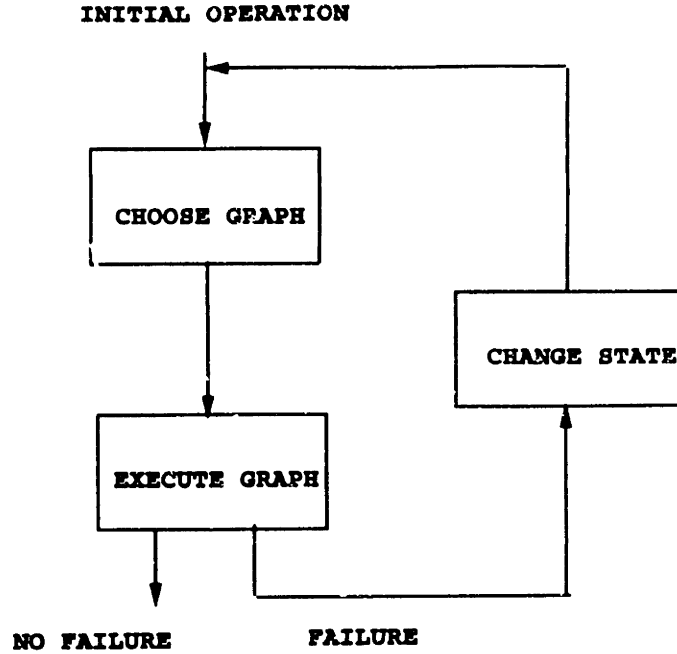 INITIAL OPERATION
CHOOSE GRAPH
CHANGE STATE
EXECUTE GRAPH
NO FAILURE
FAILURE